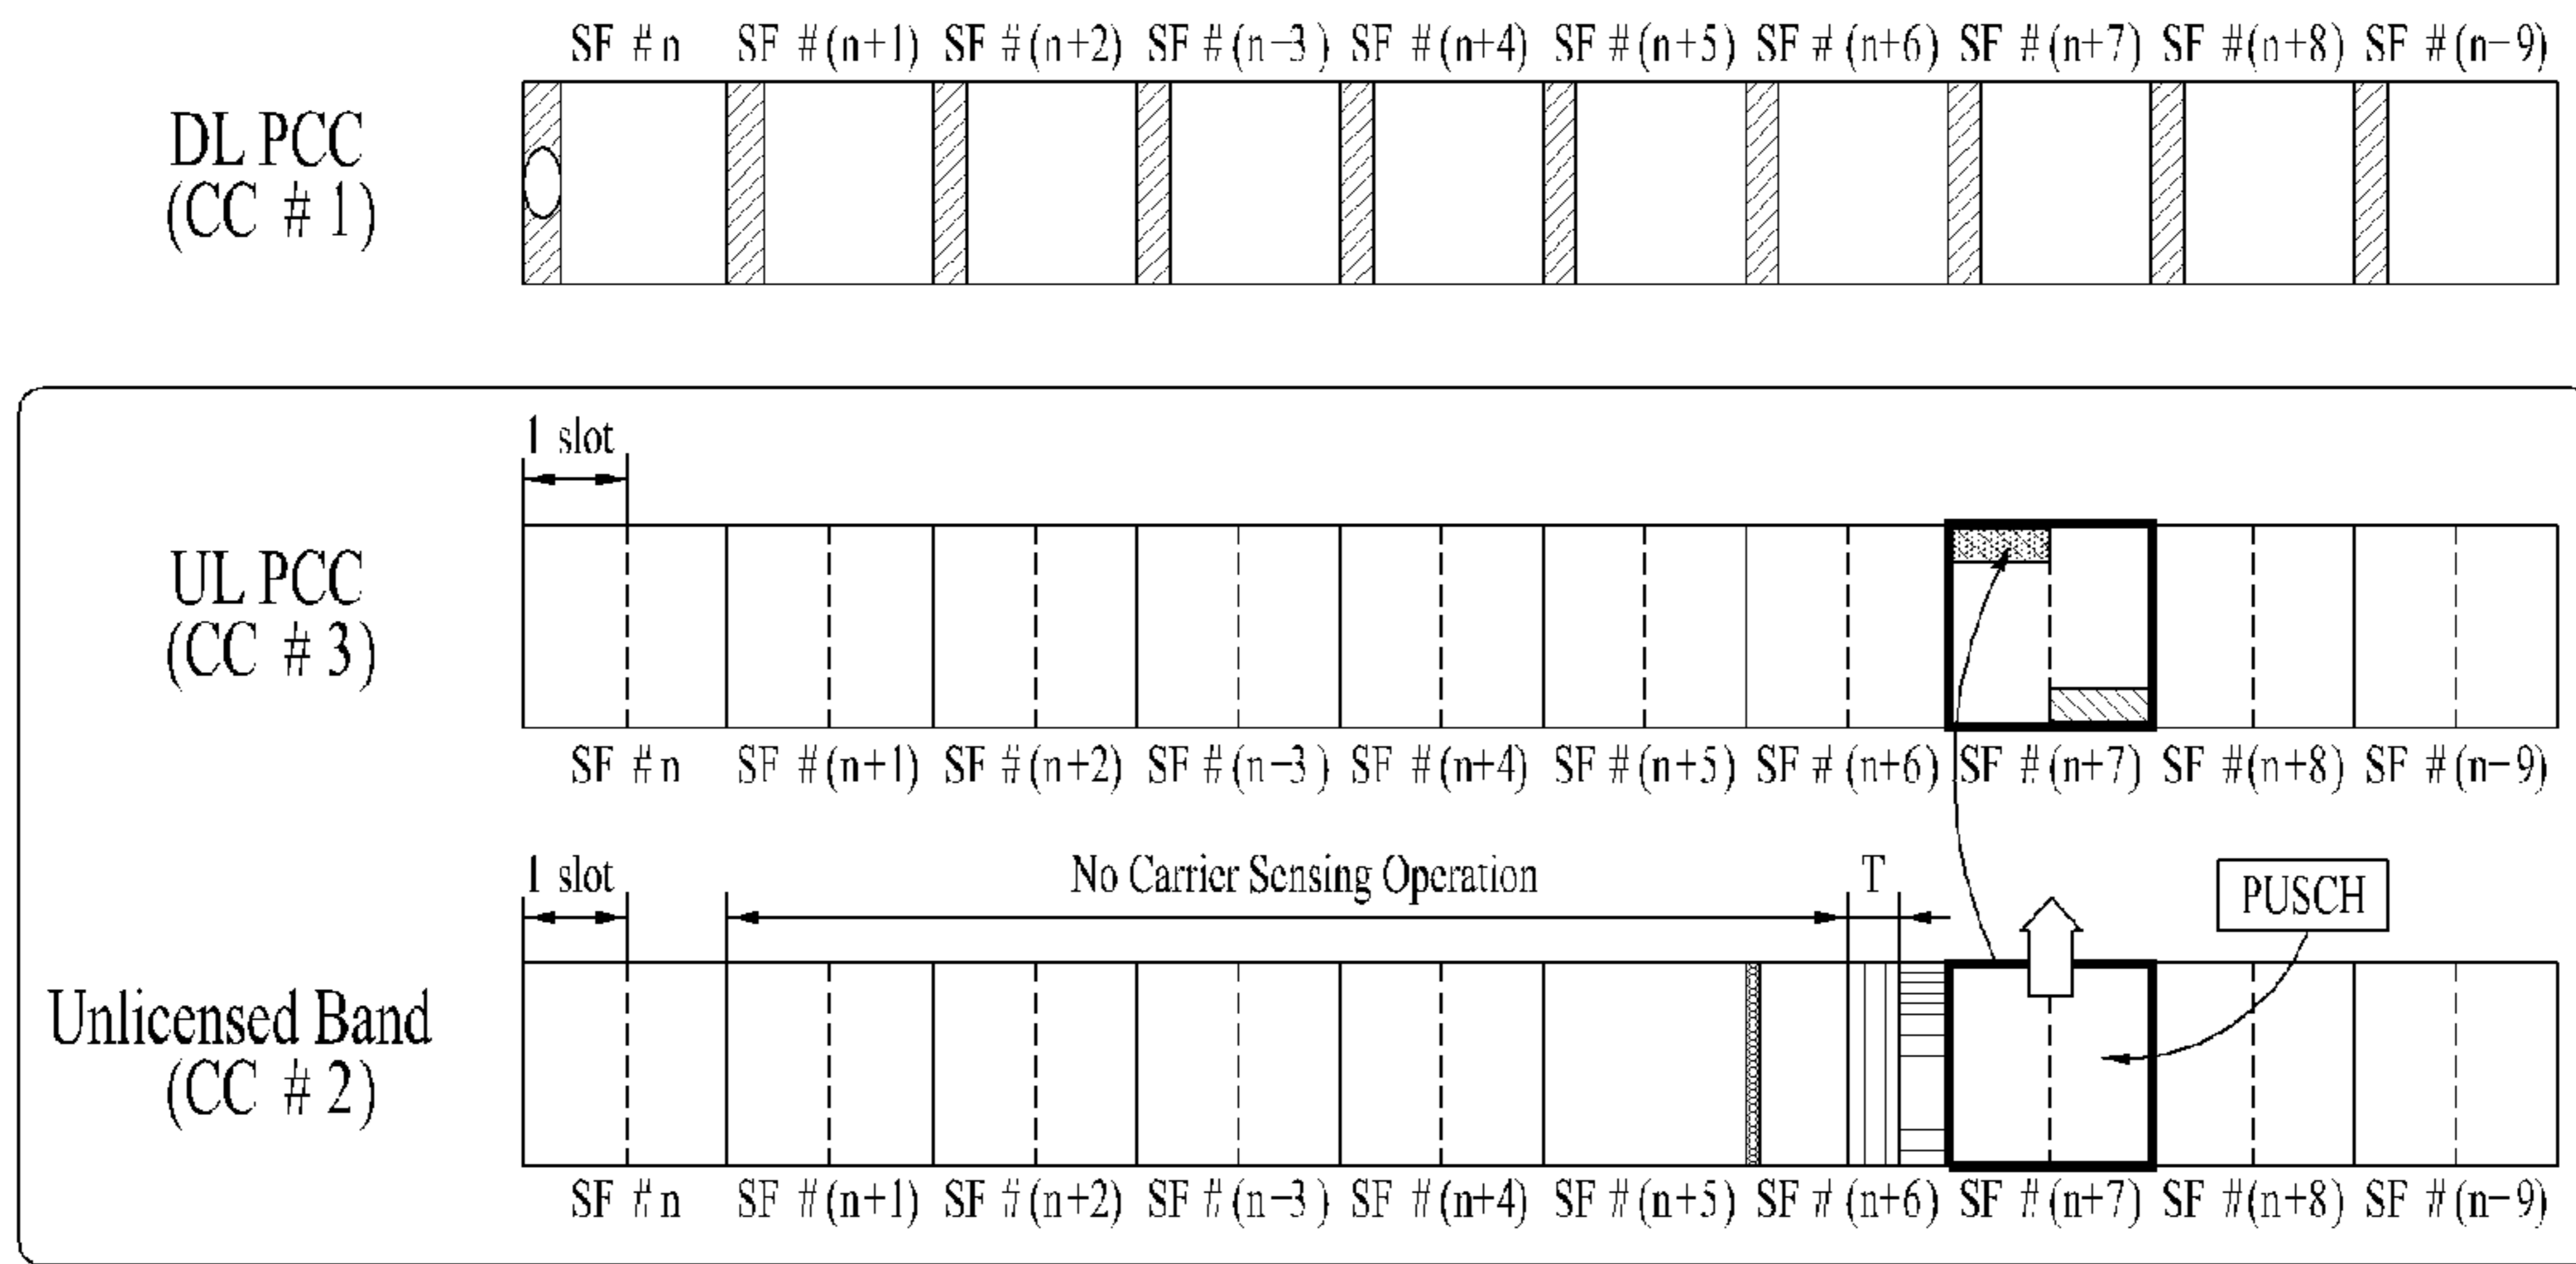 SF # n SF # (n+1) SF # (n+2) SF # (n−3) SF # (n+4) SF # (n+5) SF # (n+6) SF # (n+7) SF # (n+8) SF # (n−9)
DL PCC
(CC # 1)
1 slot
UL PCC
(CC # 3)
SF # n SF # (n+1) SF # (n+2) SF # (n−3) SF # (n+4) SF # (n+5) SF # (n+6) SF # (n+7) SF # (n+8) SF # (n−9)
1 slot No Carrier Sensing Operation T
PUSCH
Unlicensed Band
(CC # 2)
SF # n SF # (n+1) SF # (n+2) SF # (n−3) SF # (n+4) SF # (n+5) SF # (n+6) SF # (n+7) SF # (n+8) SF # (n−9)